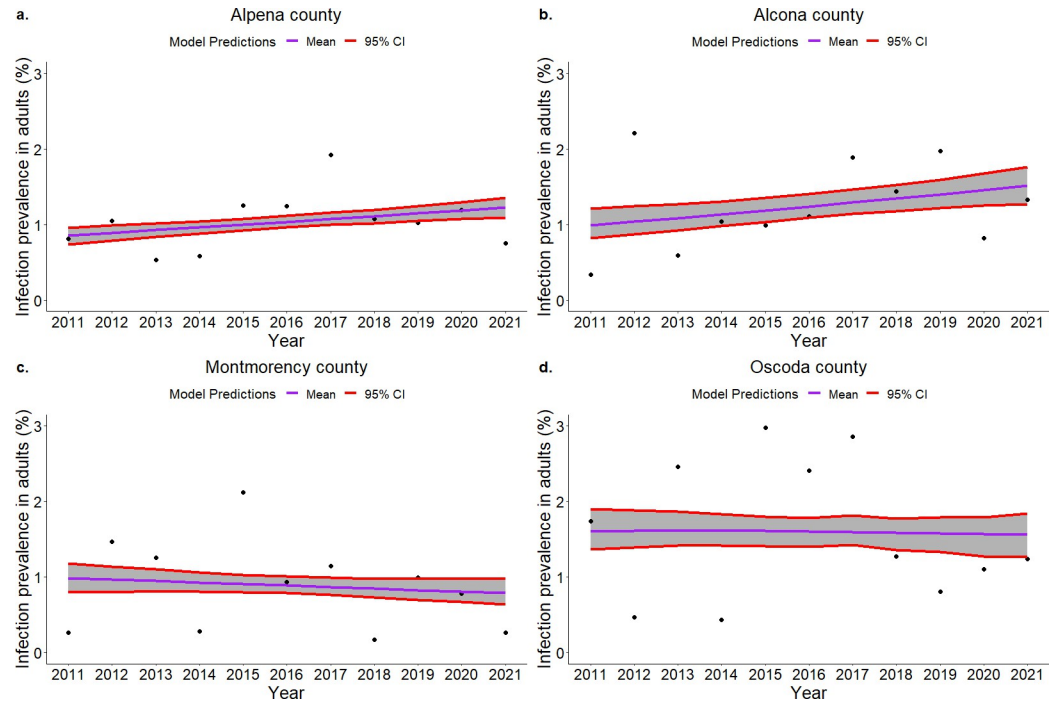 a.
Alpena county
Model Predictions Mean 95% CI
Infection prevalence in adults (%)
3
2
1
0
2011 2012 2013 2014 2015 2016 2017 2018 2019 2020 2021
Year
b.
Alcona county
Model Predictions Mean 95% CI
Infection prevalence in adults (%)
3
2
1
0
2011 2012 2013 2014 2015 2016 2017 2018 2019 2020 2021
Year
c.
Montmorency county
Model Predictions Mean 95% CI
Infection prevalence in adults (%)
3
2
1
0
2011 2012 2013 2014 2015 2016 2017 2018 2019 2020 2021
Year
d.
Oscoda county
Model Predictions Mean 95% CI
Infection prevalence in adults (%)
3
2
1
0
2011 2012 2013 2014 2015 2016 2017 2018 2019 2020 2021
Year